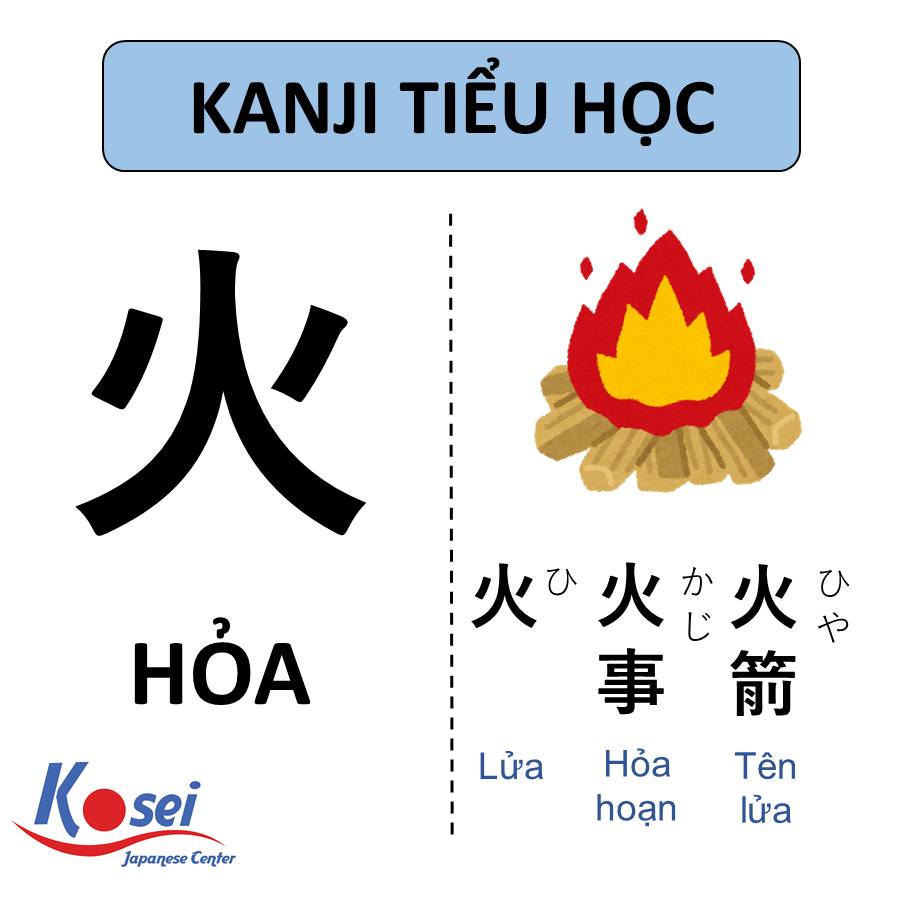 KANJI TIỂU HỌC
火
HỎA
火 ひ
火事 かじ
火箭 ひや
Lửa
Hỏa
hoạn
Tên
lửa
Kosei
Japanese Center